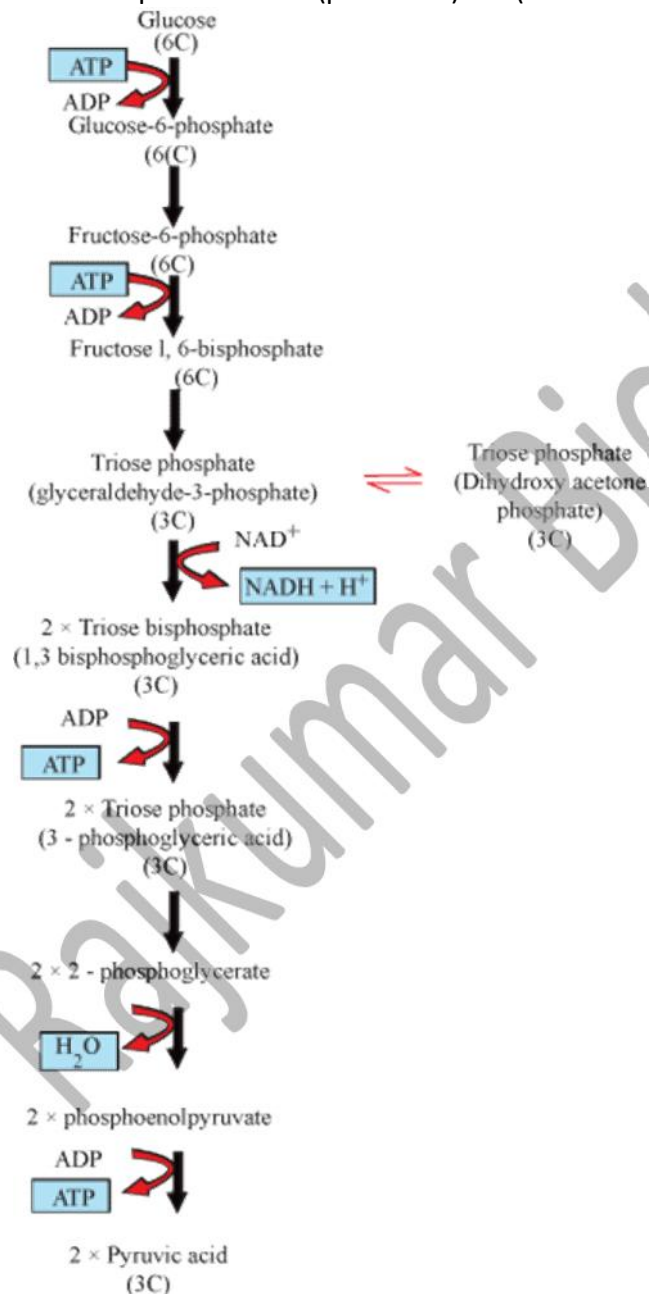 Glucose
(6C)
ATP
ADP
Glucose-6-phosphate
(6(C)
Fructose-6-phosphate
(6C)
ATP
ADP
Fructose 1, 6-bisphosphate
(6C)
Triose phosphate
(glyceraldehyde-3-phosphate)
(3C)
Triose phosphate
(Dihydroxy acetone
phosphate)
(3C)
NAD+
NADH + H+
2 × Triose bisphosphate
(1,3 bisphosphoglyceric acid)
(3C)
ADP
ATP
2 × Triose phosphate
(3 - phosphoglyceric acid)
(3C)
2 × 2 - phosphoglycerate
H2O
2 × phosphoenolpyruvate
ADP
ATP
2 × Pyruvic acid
(3C)
Rajkumar